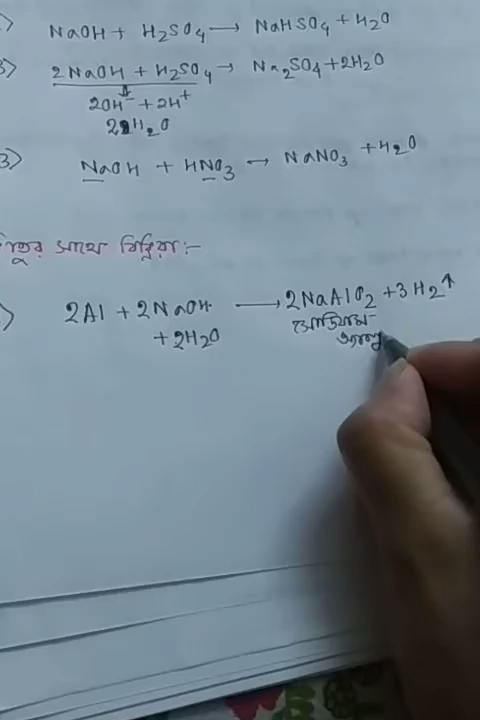 NaOH + H₂SO₄ → NaHSO₄ + H₂O
2NaOH + H₂SO₄ → Na₂SO₄ + 2H₂O
2OH⁻ + 2H⁺
2H₂O
3) NaOH + HNO₃ → NaNO₃ + H₂O
সাথে বিক্রিয়া :-
) 2Al + 2NaOH → 2NaAlO₂ + 3H₂↑
+ 2H₂O সোডিয়াম